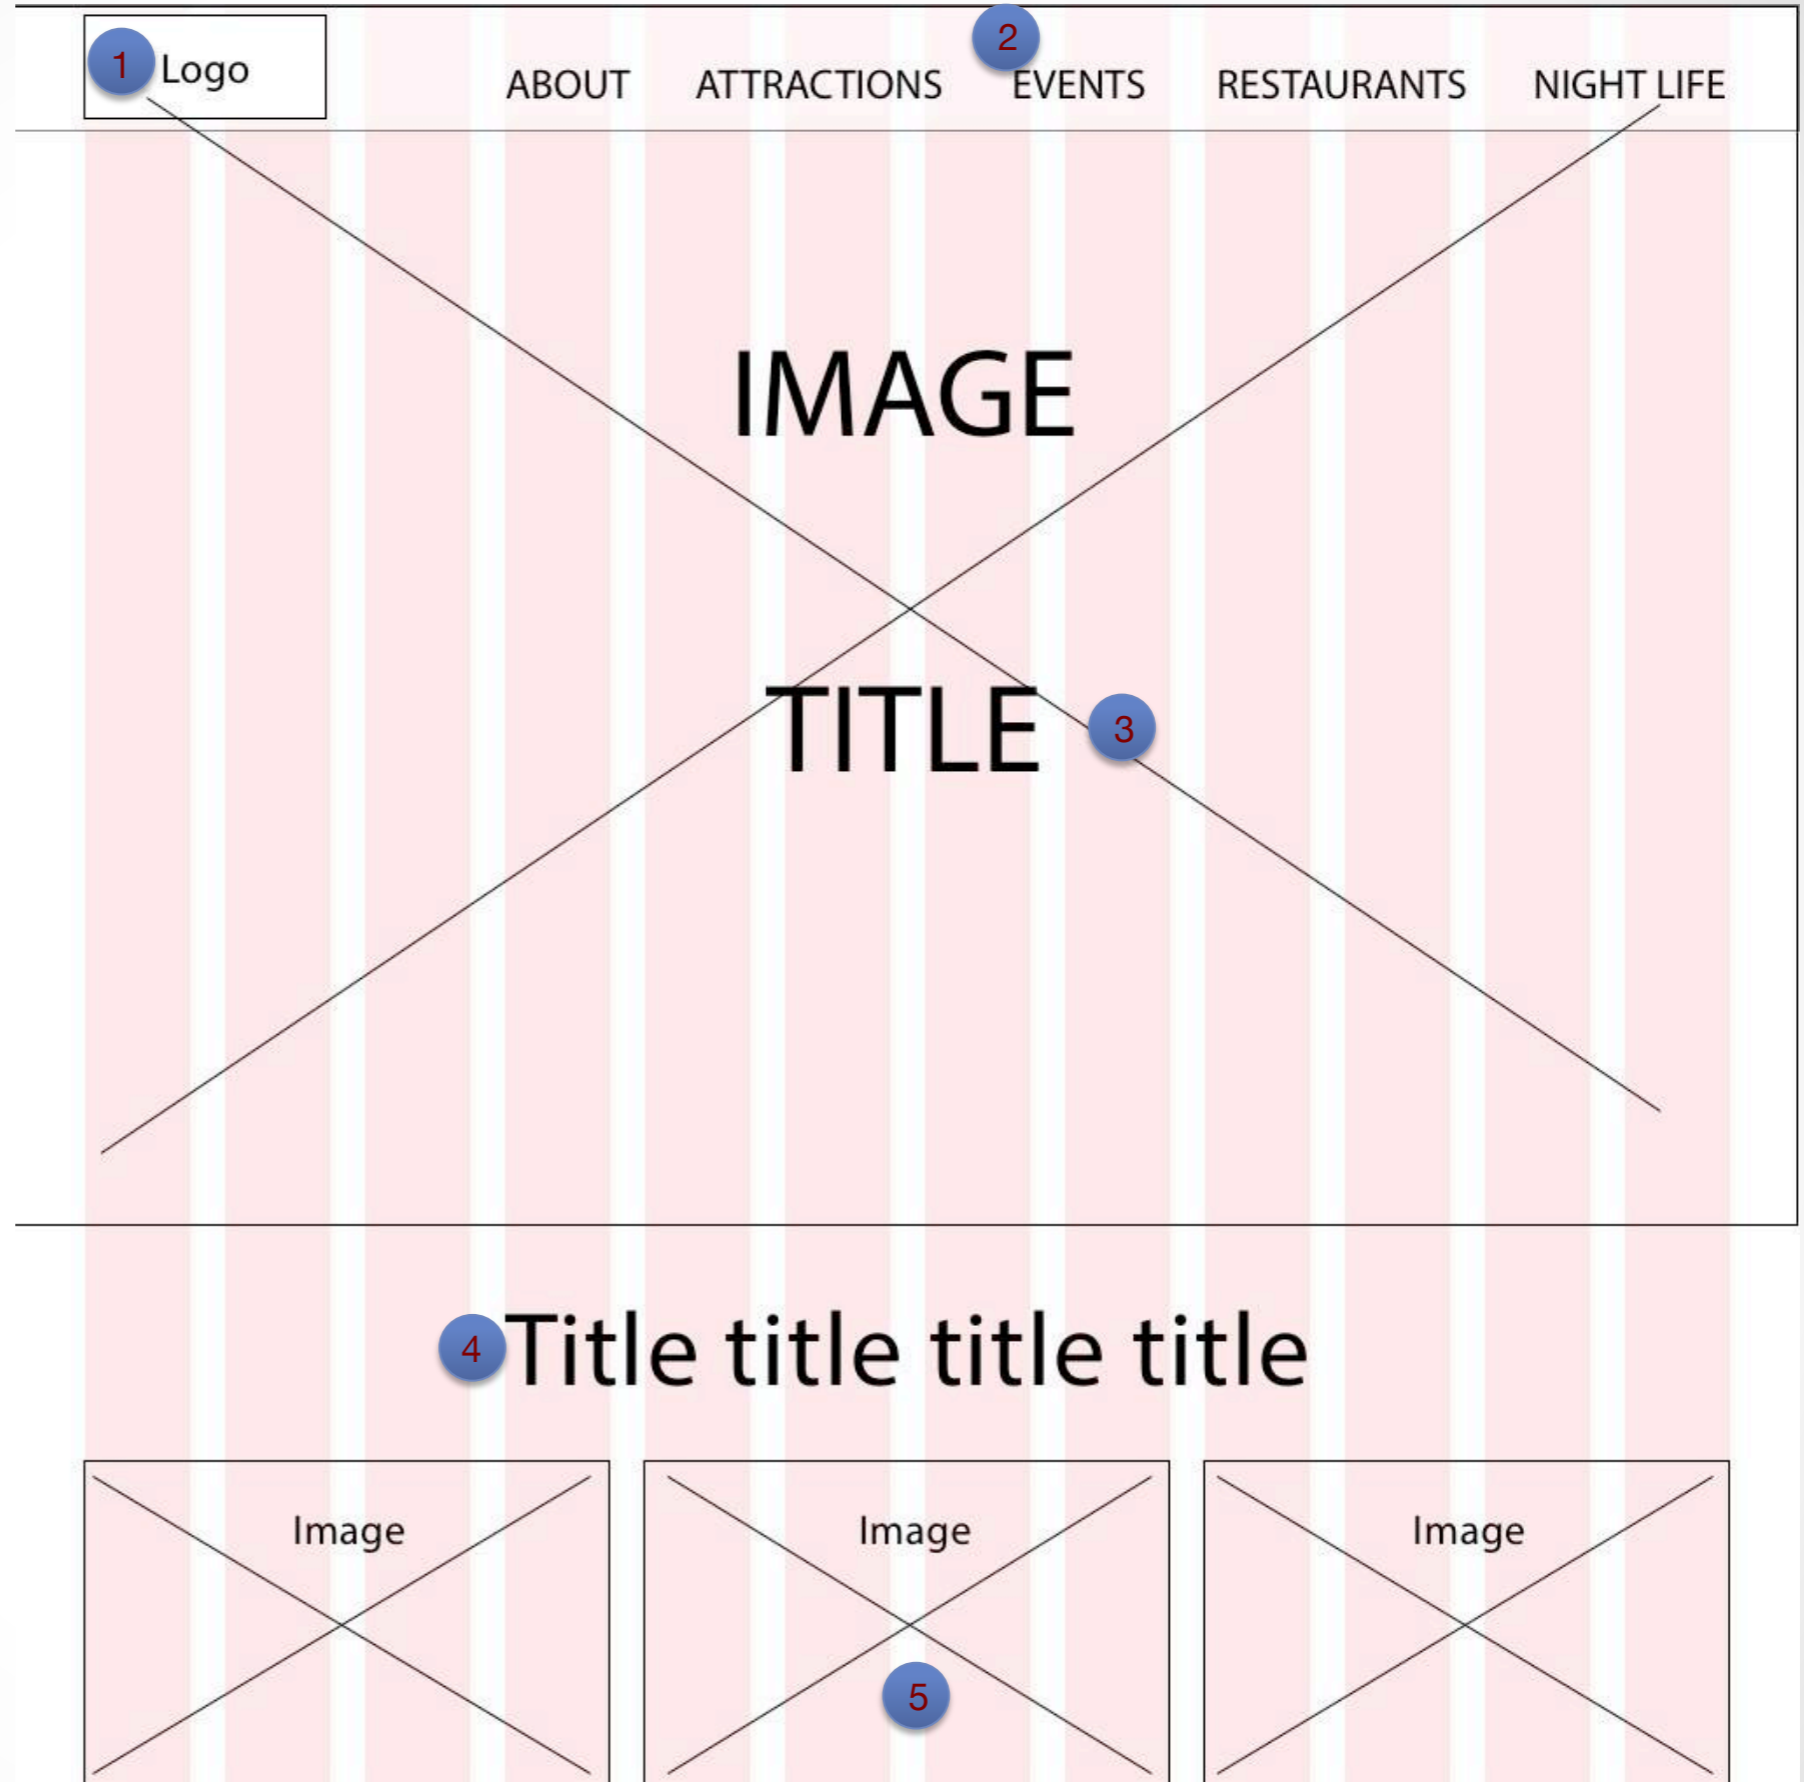 2
1 Logo
ABOUT ATTRACTIONS EVENTS RESTAURANTS NIGHT LIFE
IMAGE
TITLE 3
4 Title title title title
Image Image Image
5